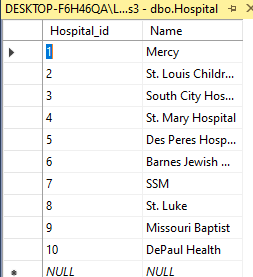 DESKTOP-F6H46QA\L...s3 - dbo.Hospital
Hospital_id Name
1 Mercy
2 St. Louis Childr...
3 South City Hos...
4 St. Mary Hospital
5 Des Peres Hosp...
6 Barnes Jewish ...
7 SSM
8 St. Luke
9 Missouri Baptist
10 DePaul Health
NULL NULL